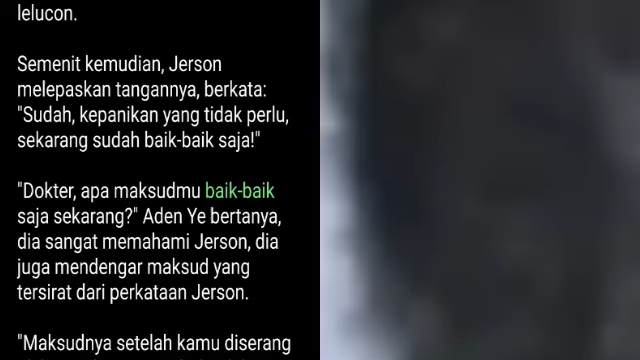 lelucon.
Semenit kemudian, Jerson
melepaskan tangannya, berkata:
"Sudah, kepanikan yang tidak perlu,
sekarang sudah baik-baik saja!"
"Dokter, apa maksudmu baik-baik
saja sekarang?" Aden Ye bertanya,
dia sangat memahami Jerson, dia
juga mendengar maksud yang
tersirat dari perkataan Jerson.
"Maksudnya setelah kamu diserang